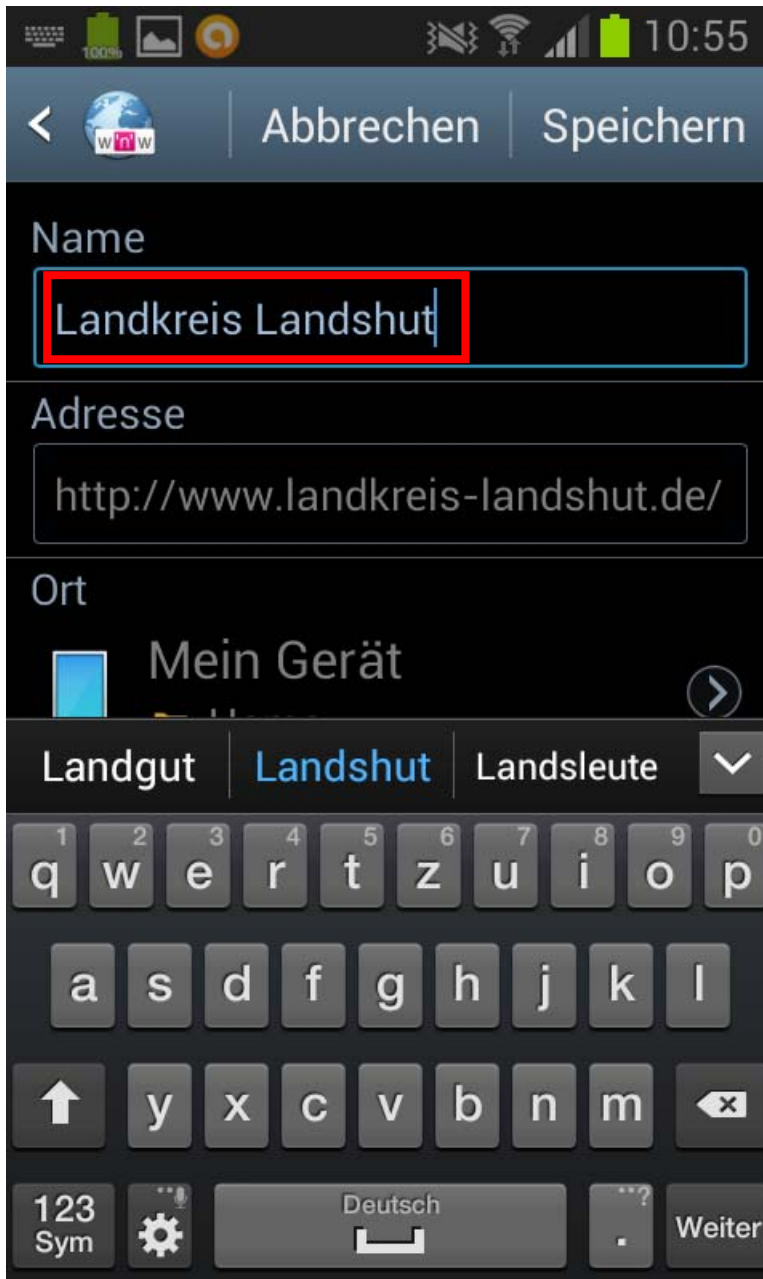 100% 10:55
w'n'w Abbrechen Speichern
Name
Landkreis Landshut
Adresse
http://www.landkreis-landshut.de/
Ort
Mein Gerät
Landgut Landshut Landsleute
1 2 3 4 5 6 7 8 9 0
q w e r t z u i o p
a s d f g h j k l
y x c v b n m
123 Deutsch ...?
Sym . Weiter